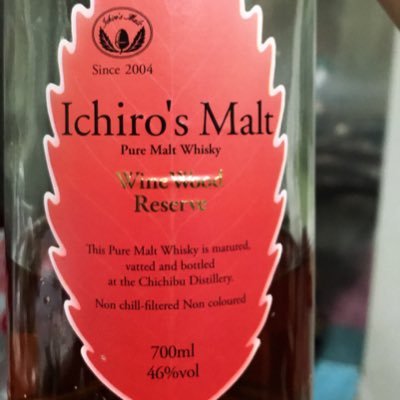 Ichiro's Malt
Since 2004
Ichiro's Malt
Pure Malt Whisky
Wine Wood
Reserve
This Pure Malt Whisky is matured,
vatted and bottled
at the Chichibu Distillery.
Non chill-filtered Non coloured
700ml
46%vol